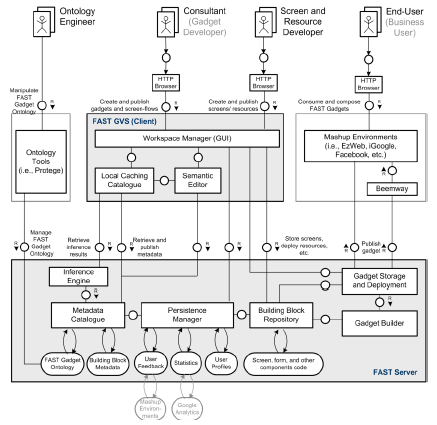 Ontology
Engineer
Consultant
(Gadget
Developer)
Screen and
Resource
Developer
End-User
(Business
User)
HTTP
Browser
HTTP
Browser
HTTP
Browser
Manipulate
FAST
Gadget
Ontology
R
Create and publish
gadgets and screen-flows
R
Create and publish
screens/ resources
R
Consume and compose
FAST Gadgets
R
FAST GVS (Client)
Workspace Manager (GUI)
Ontology
Tools
(i.e., Protege)
Local Caching
Catalogue
Semantic
Editor
Mashup Environments
(i.e., EzWeb, iGoogle,
Facebook, etc.)
Beemway
Manage
FAST
Gadget
Ontology
R
Retrieve
inference
results
R
Retrieve and
publish
metadata
R
R
R
R
Store screens,
deploy resources,
etc.
Publish
gadget
R
R
Inference
Engine
R
Metadata
Catalogue
Persistence
Manager
Building Block
Repository
Gadget Storage
and Deployment
R
Gadget Builder
FAST Gadget
Ontology
Building Block
Metadata
User
Feedback
Statistics
User
Profiles
Screen, form, and other
components code
FAST Server
Mashup
Environ-
ments
Google
Analytics